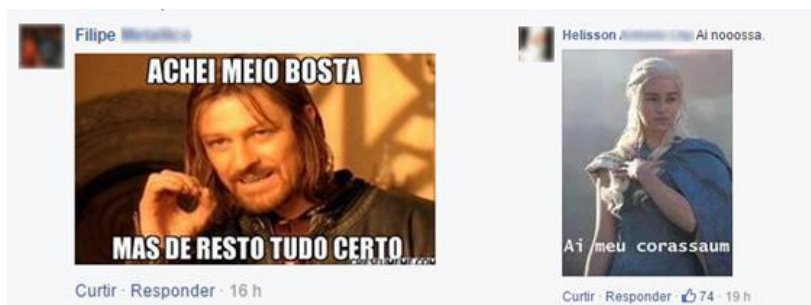 Filipe
ACHEI MEIO BOSTA
MAS DE RESTO TUDO CERTO
Curtir · Responder · 16 h
Helisson Ai nooossa.
Ai meu corassaum
Curtir · Responder · 74 · 19 h